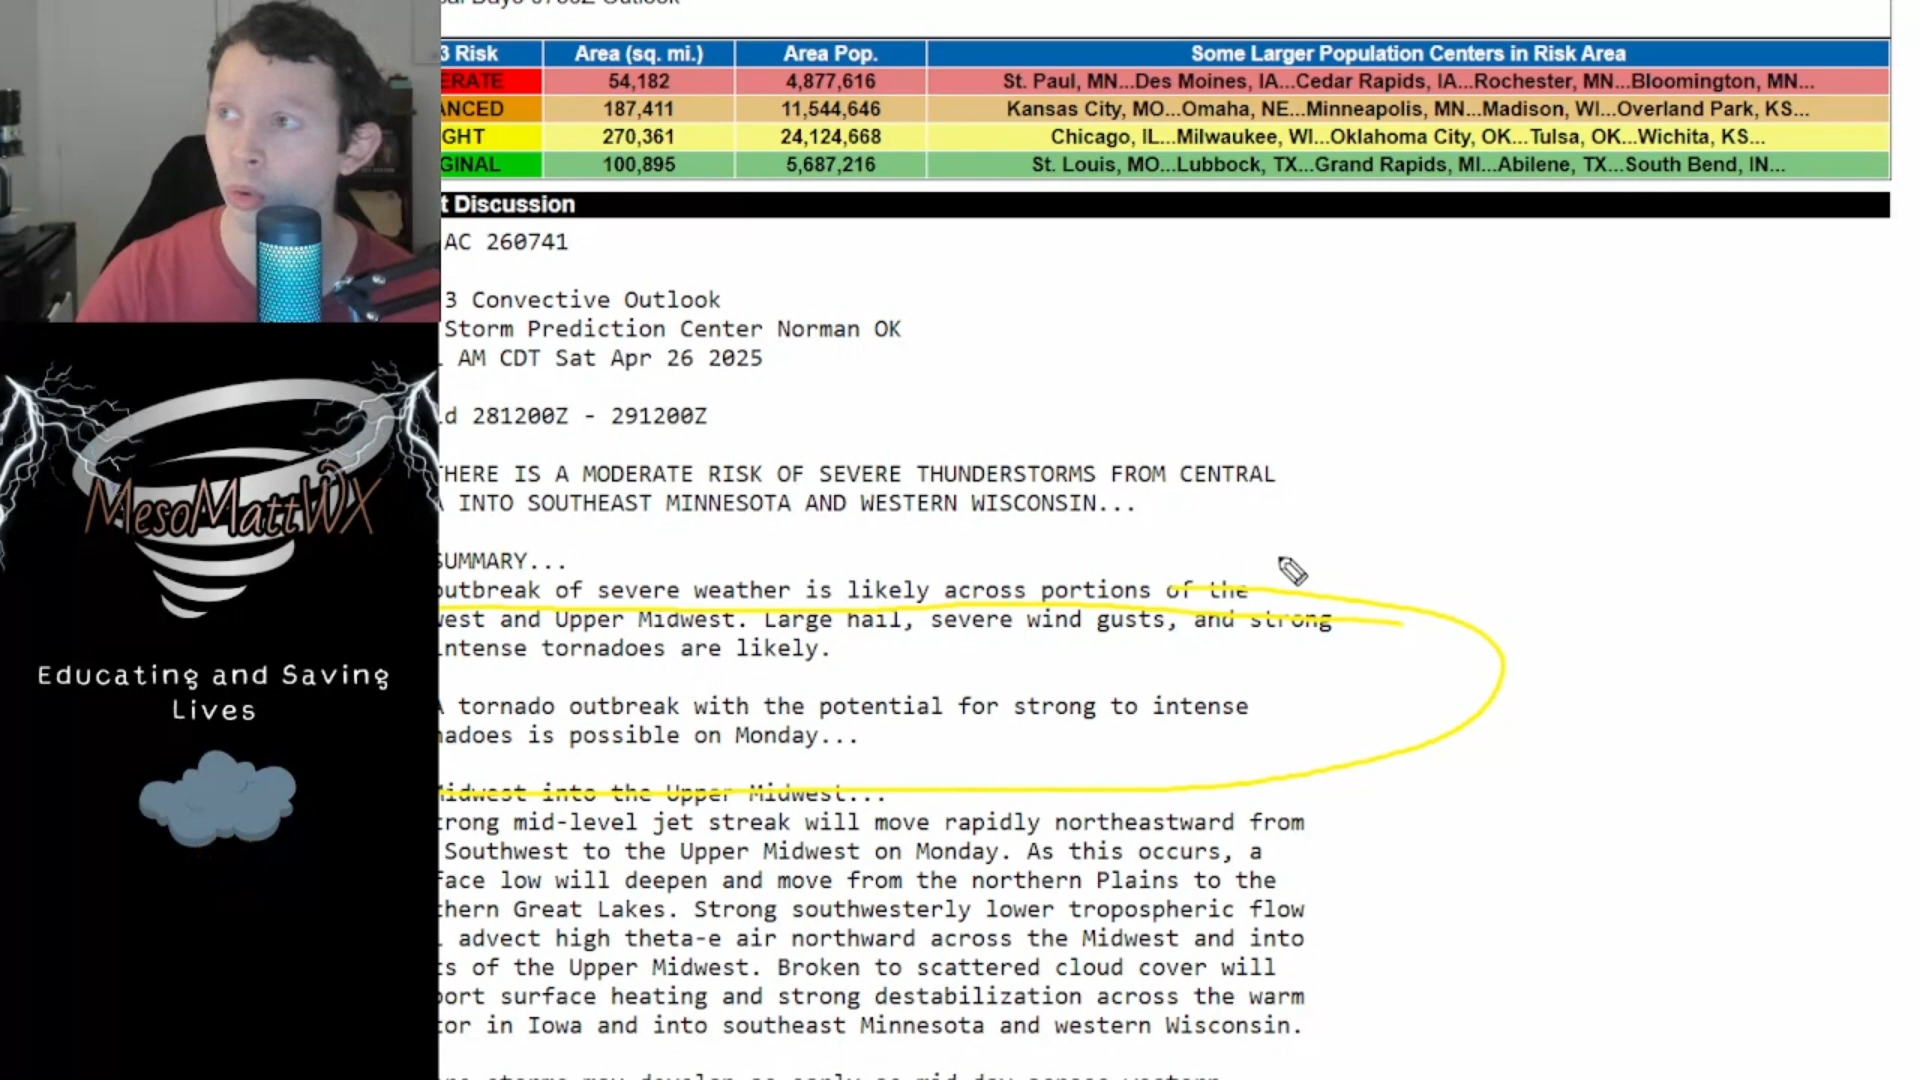 3 Risk Area (sq. mi.) Area Pop. Some Larger Population Centers in Risk Area
ERATE 54,182 4,877,616 St. Paul, MN...Des Moines, IA...Cedar Rapids, IA...Rochester, MN...Bloomington, MN...
ANCED 187,411 11,544,646 Kansas City, MO...Omaha, NE...Minneapolis, MN...Madison, WI...Overland Park, KS...
GHT 270,361 24,124,668 Chicago, IL...Milwaukee, WI...Oklahoma City, OK...Tulsa, OK...Wichita, KS...
GINAL 100,895 5,687,216 St. Louis, MO...Lubbock, TX...Grand Rapids, MI...Abilene, TX...South Bend, IN...
t Discussion
AC 260741
3 Convective Outlook
Storm Prediction Center Norman OK
AM CDT Sat Apr 26 2025
d 281200Z - 291200Z
HERE IS A MODERATE RISK OF SEVERE THUNDERSTORMS FROM CENTRAL
INTO SOUTHEAST MINNESOTA AND WESTERN WISCONSIN...
SUMMARY...
outbreak of severe weather is likely across portions of the
west and Upper Midwest. Large hail, severe wind gusts, and strong
intense tornadoes are likely.
A tornado outbreak with the potential for strong to intense
nadoes is possible on Monday...
Midwest into the Upper Midwest...
trong mid-level jet streak will move rapidly northeastward from
Southwest to the Upper Midwest on Monday. As this occurs, a
face low will deepen and move from the northern Plains to the
thern Great Lakes. Strong southwesterly lower tropospheric flow
advect high theta-e air northward across the Midwest and into
ts of the Upper Midwest. Broken to scattered cloud cover will
port surface heating and strong destabilization across the warm
tor in Iowa and into southeast Minnesota and western Wisconsin.
MesoMattWX
Educating and Saving
Lives